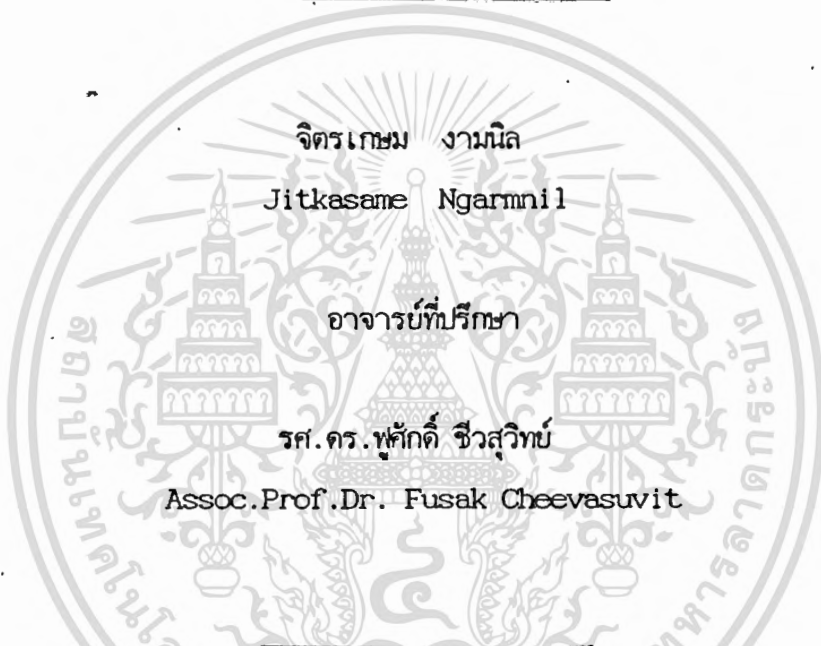 จิตรเกษม งามนิล
Jitkasame Ngarmnil
อาจารย์ที่ปรึกษา
รศ.ดร.ฟูศักดิ์ ชีวสุวิทย์
Assoc.Prof.Dr. Fusak Cheevasuvit